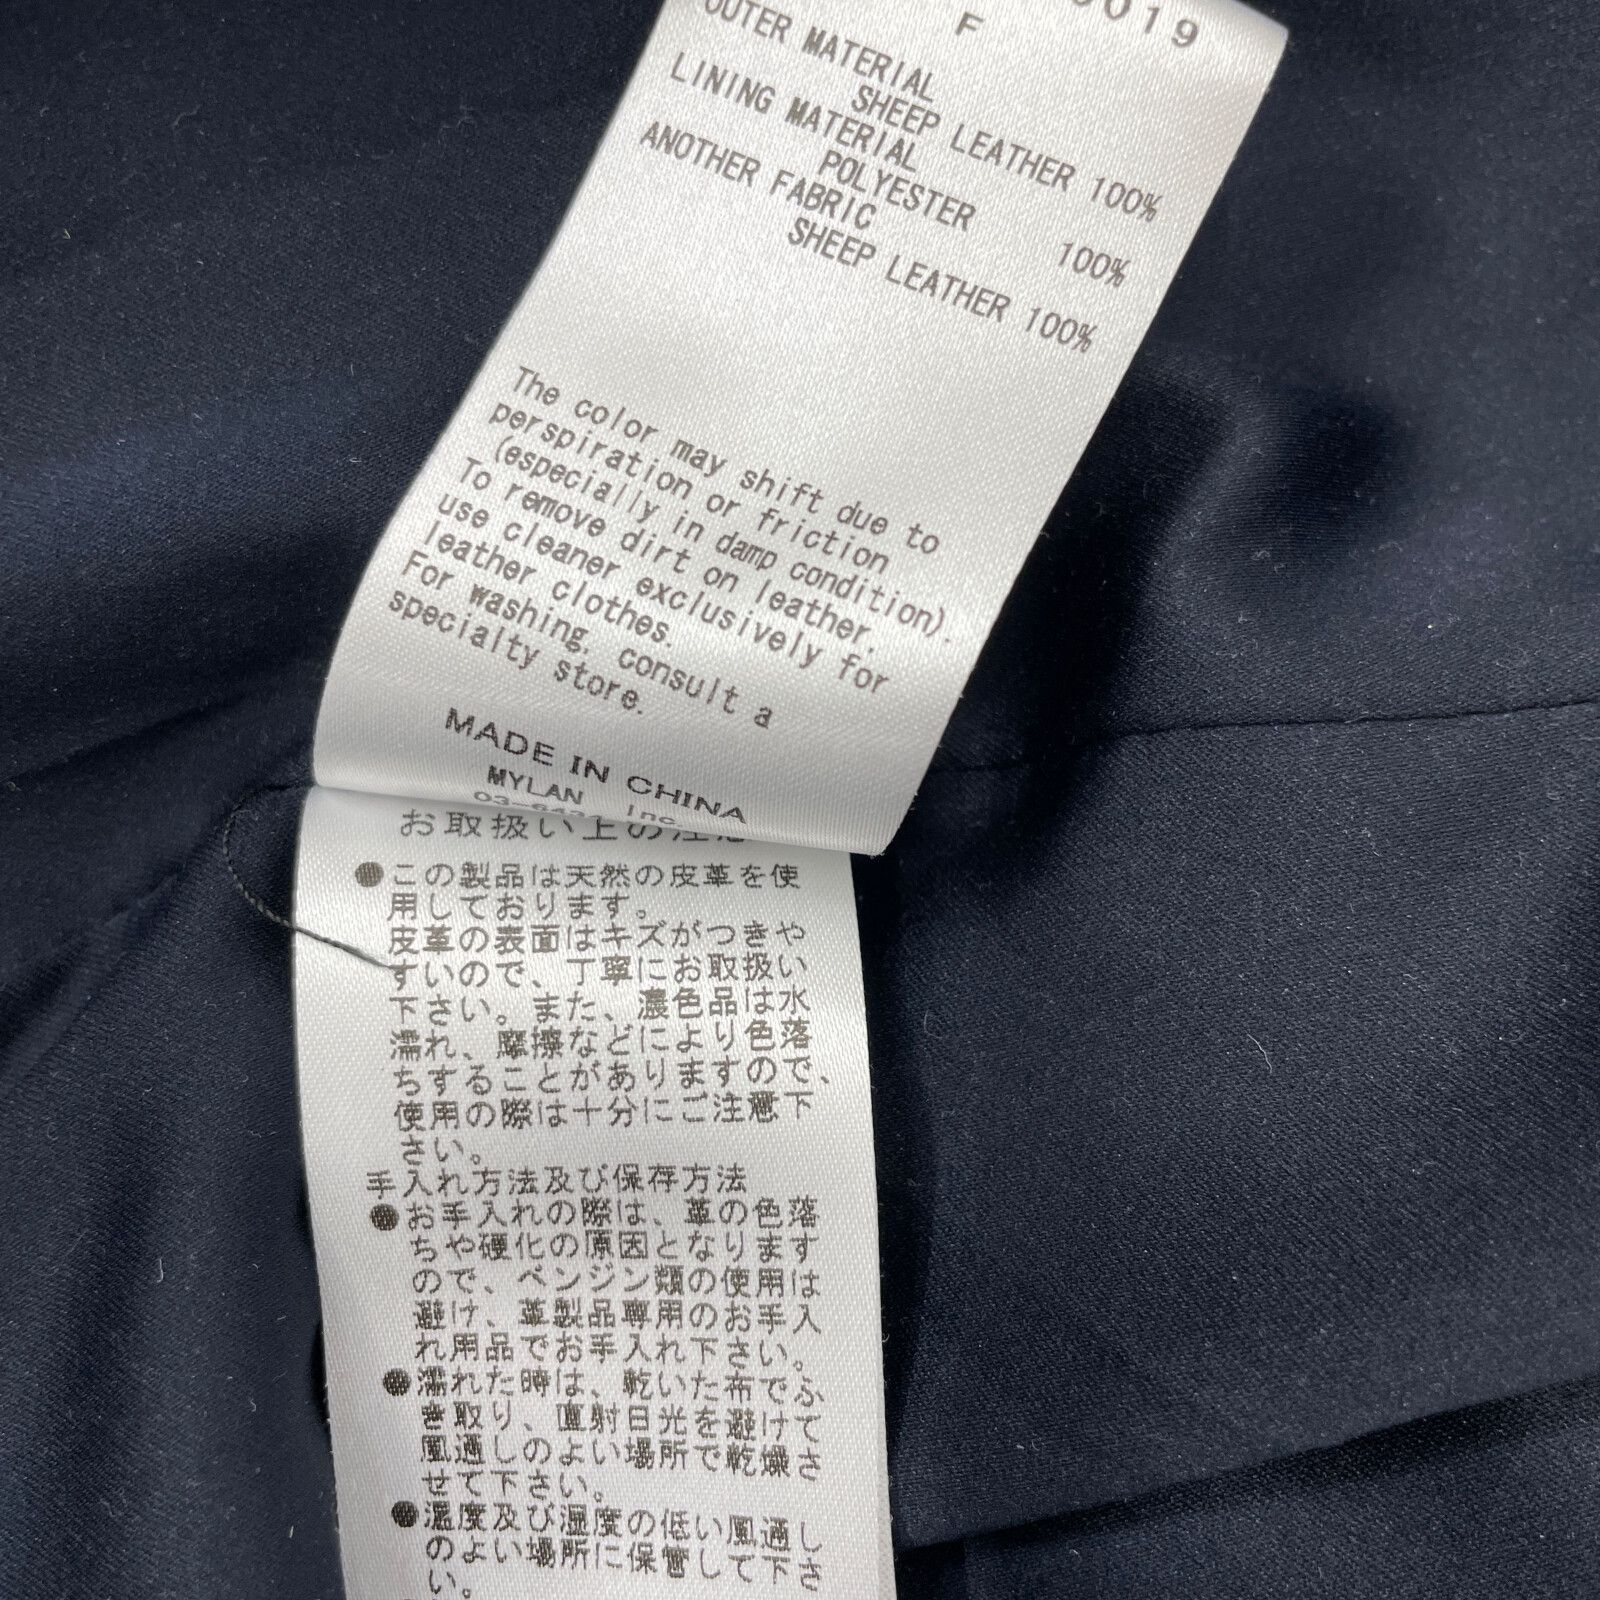 0019
F
OUTER MATERIAL
SHEEP LEATHER 100%
LINING MATERIAL
POLYESTER 100%
ANOTHER FABRIC
SHEEP LEATHER 100%
The color may shift due to
perspiration or friction
(especially in damp condition).
To remove dirt on leather,
use cleaner exclusively for
leather clothes.
For washing, consult a
specialty store.
MADE IN CHINA
MYLAN Inc.
お取扱い上の注意
●この製品は天然の皮革を使
用しております。
皮革の表面はキズがつきや
すいので、丁寧にお取扱い
下さい。また、濃色品は水
濡れ、摩擦などにより色落
ちすることがありますので、
使用の際は十分にご注意下
さい。
手入れ方法及び保存方法
●お手入れの際は、革の色落
ちや硬化の原因となります
ので、ベンジン類の使用は
避け、革製品専用のお手入
れ用品でお手入れ下さい。
●濡れた時は、乾いた布でふ
き取り、直射日光を避けて
風通しのよい場所で乾燥さ
せて下さい。
●温度及び湿度の低い風通し
のよい場所に保管して下さ
い。